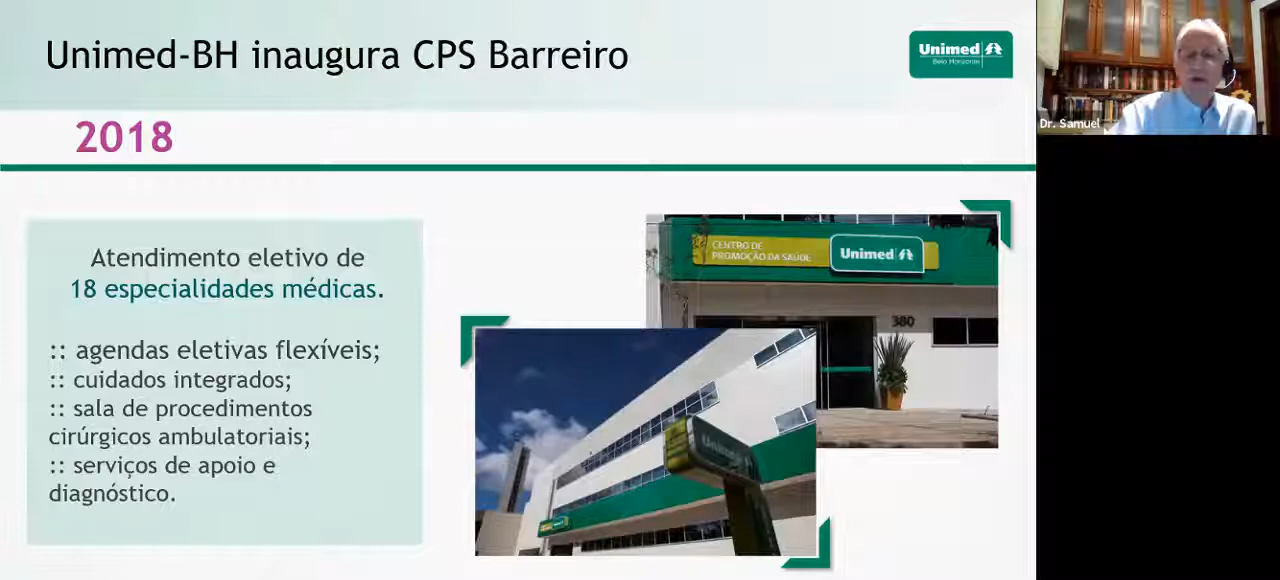 Unimed-BH inaugura CPS Barreiro
Unimed
Belo Horizonte
Dr. Samuel
2018
Atendimento eletivo de
18 especialidades médicas.
:: agendas eletivas flexíveis;
:: cuidados integrados;
:: sala de procedimentos
cirúrgicos ambulatoriais;
:: serviços de apoio e
diagnóstico.
CENTRO DE
PROMOÇÃO DA SAÚDE
Unimed
380
Unimed